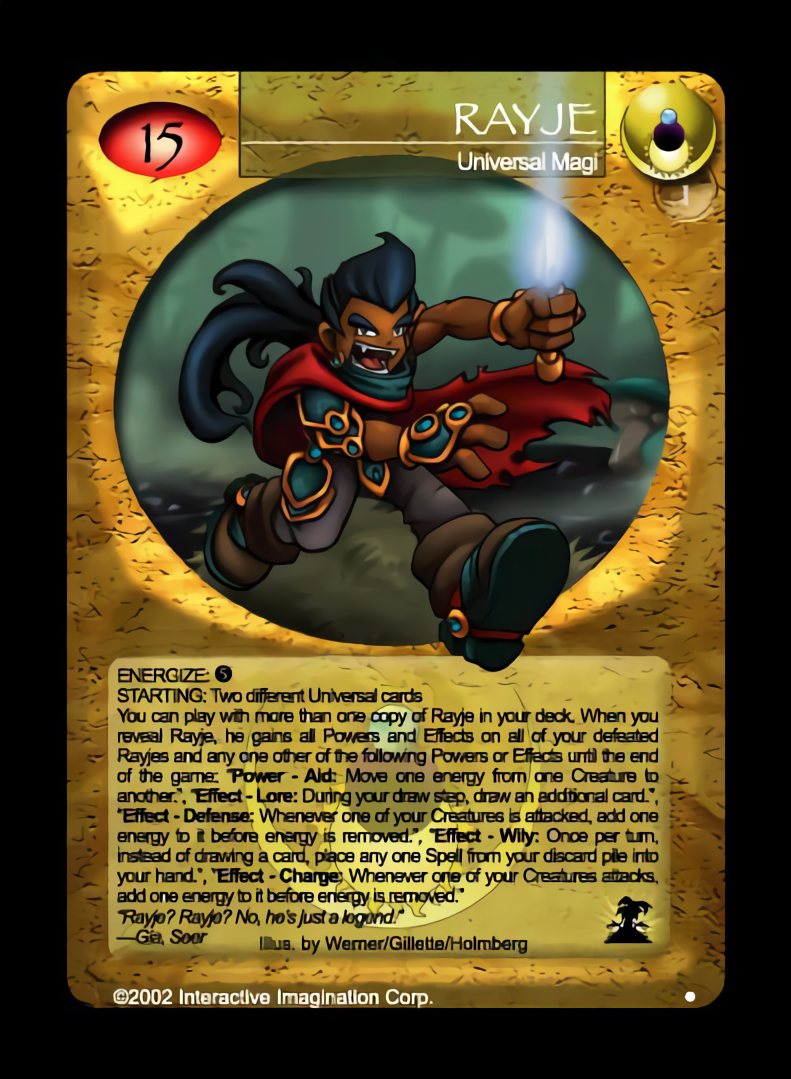 15
RAYJE
Universal Magi
ENERGIZE: 5
STARTING: Two different Universal cards
You can play with more than one copy of Rayje in your deck. When you
reveal Rayje, he gains all Powers and Effects on all of your defeated
Rayjes and any one other of the following Powers or Effects until the end
of the game: "Power - Aid: Move one energy from one Creature to
another.", "Effect - Lore: During your draw step, draw an additional card.",
"Effect - Defense: Whenever one of your Creatures is attacked, add one
energy to it before energy is removed.", "Effect - Wily: Once per turn,
instead of drawing a card, place any one Spell from your discard pile into
your hand.", "Effect - Charge: Whenever one of your Creatures attacks,
add one energy to it before energy is removed."
"Rayje? Rayje? No, he's just a legend."
—Gia, Seer
Illus. by Werner/Gillette/Holmberg
©2002 Interactive Imagination Corp.